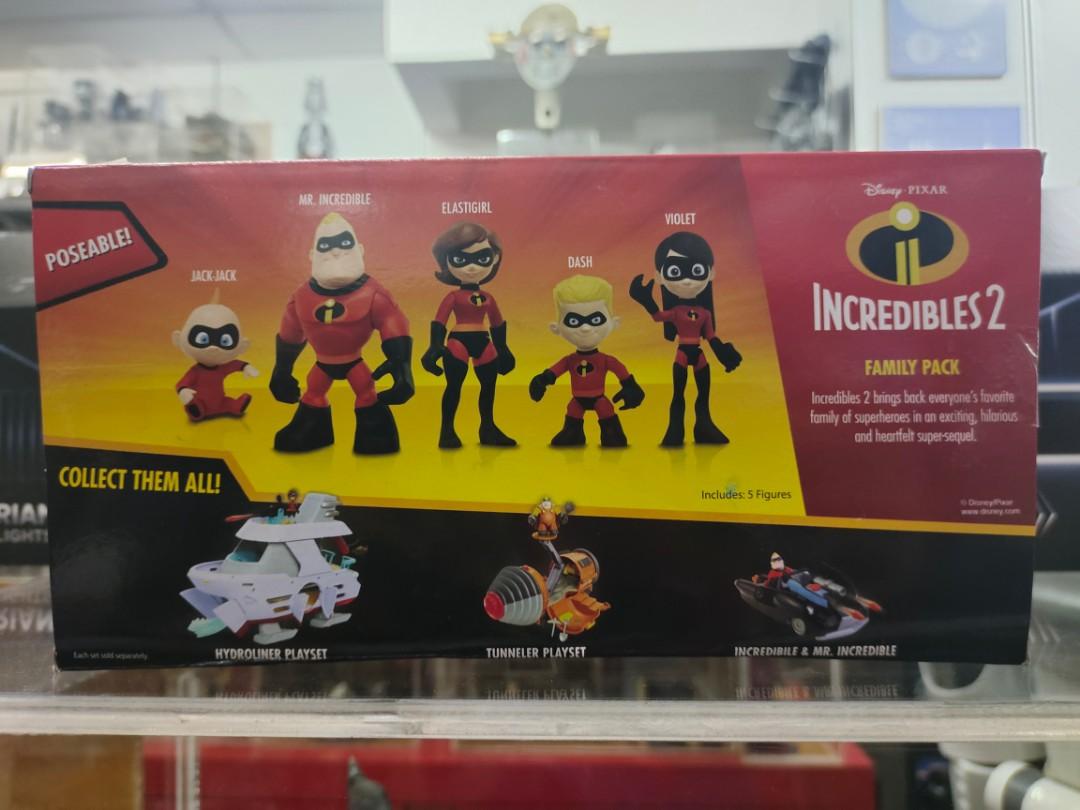 POSEABLE!
JACK-JACK
MR. INCREDIBLE
ELASTIGIRL
DASH
VIOLET
Disney · PIXAR
INCREDIBLES 2
FAMILY PACK
Incredibles 2 brings back everyone's favorite
family of superheroes in an exciting, hilarious
and heartfelt super-sequel.
Includes: 5 Figures
© Disney/Pixar
www.disney.com
COLLECT THEM ALL!
HYDROLINER PLAYSET
TUNNELER PLAYSET
INCREDIBILE & MR. INCREDIBLE
Each set sold separately.